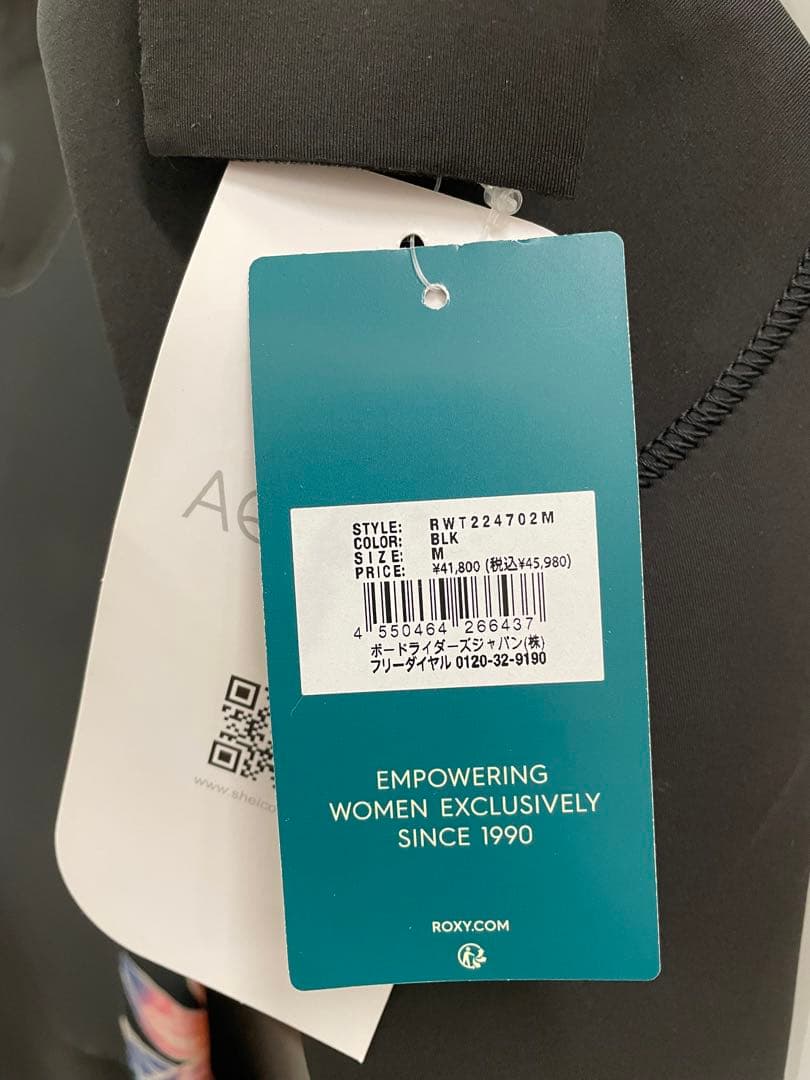 STYLE: RWT224702M
COLOR: BLK
SIZE: M
PRICE: ¥41,800 (税込¥45,980)
4 550464 266437
ボードライダーズジャパン(株)
フリーダイヤル 0120-32-9190
EMPOWERING
WOMEN EXCLUSIVELY
SINCE 1990
ROXY.COM
www.sheico